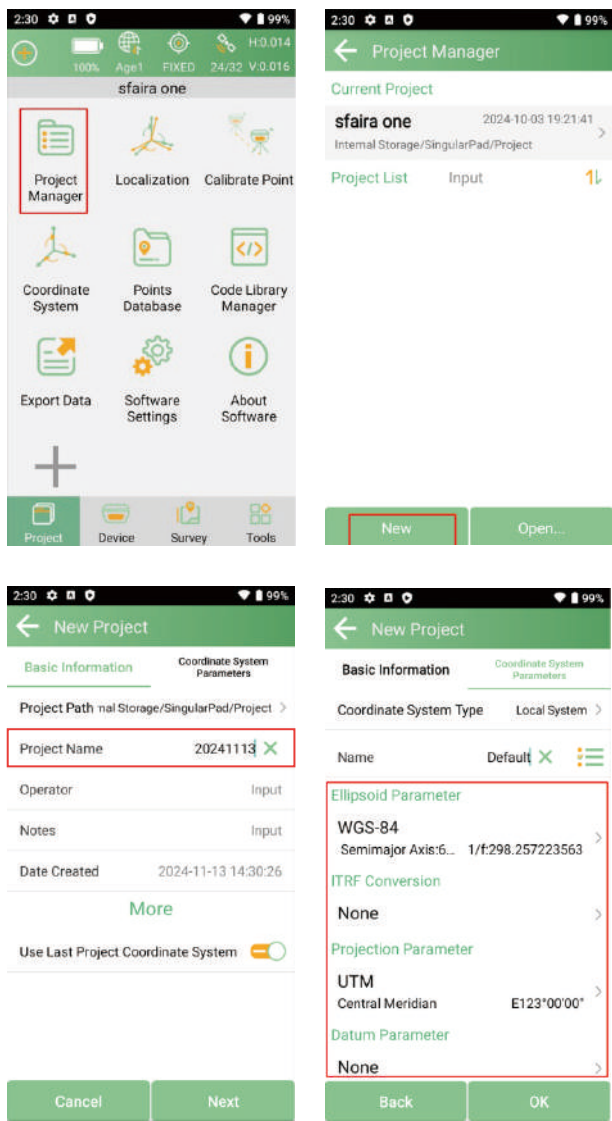 2:30 99%
100% Age1 FIXED 24/32 H:0.014 V:0.016
sfaira one
Project Manager
Localization
Calibrate Point
Coordinate System
Points Database
Code Library Manager
Export Data
Software Settings
About Software
Project Device Survey Tools
2:30 99%
Project Manager
Current Project
sfaira one 2024-10-03 19:21:41
Internal Storage/SingularPad/Project
Project List Input
New Open...
2:30 99%
New Project
Basic Information
Coordinate System
Parameters
Project Path nal Storage/SingularPad/Project
Project Name 20241113
Operator Input
Notes Input
Date Created 2024-11-13 14:30:26
More
Use Last Project Coordinate System
Cancel Next
2:30 99%
New Project
Basic Information
Coordinate System
Parameters
Coordinate System Type Local System
Name Default
Ellipsoid Parameter
WGS-84
Semimajor Axis:6... 1/f:298.257223563
ITRF Conversion
None
Projection Parameter
UTM
Central Meridian E123°00'00"
Datum Parameter
None
Back OK